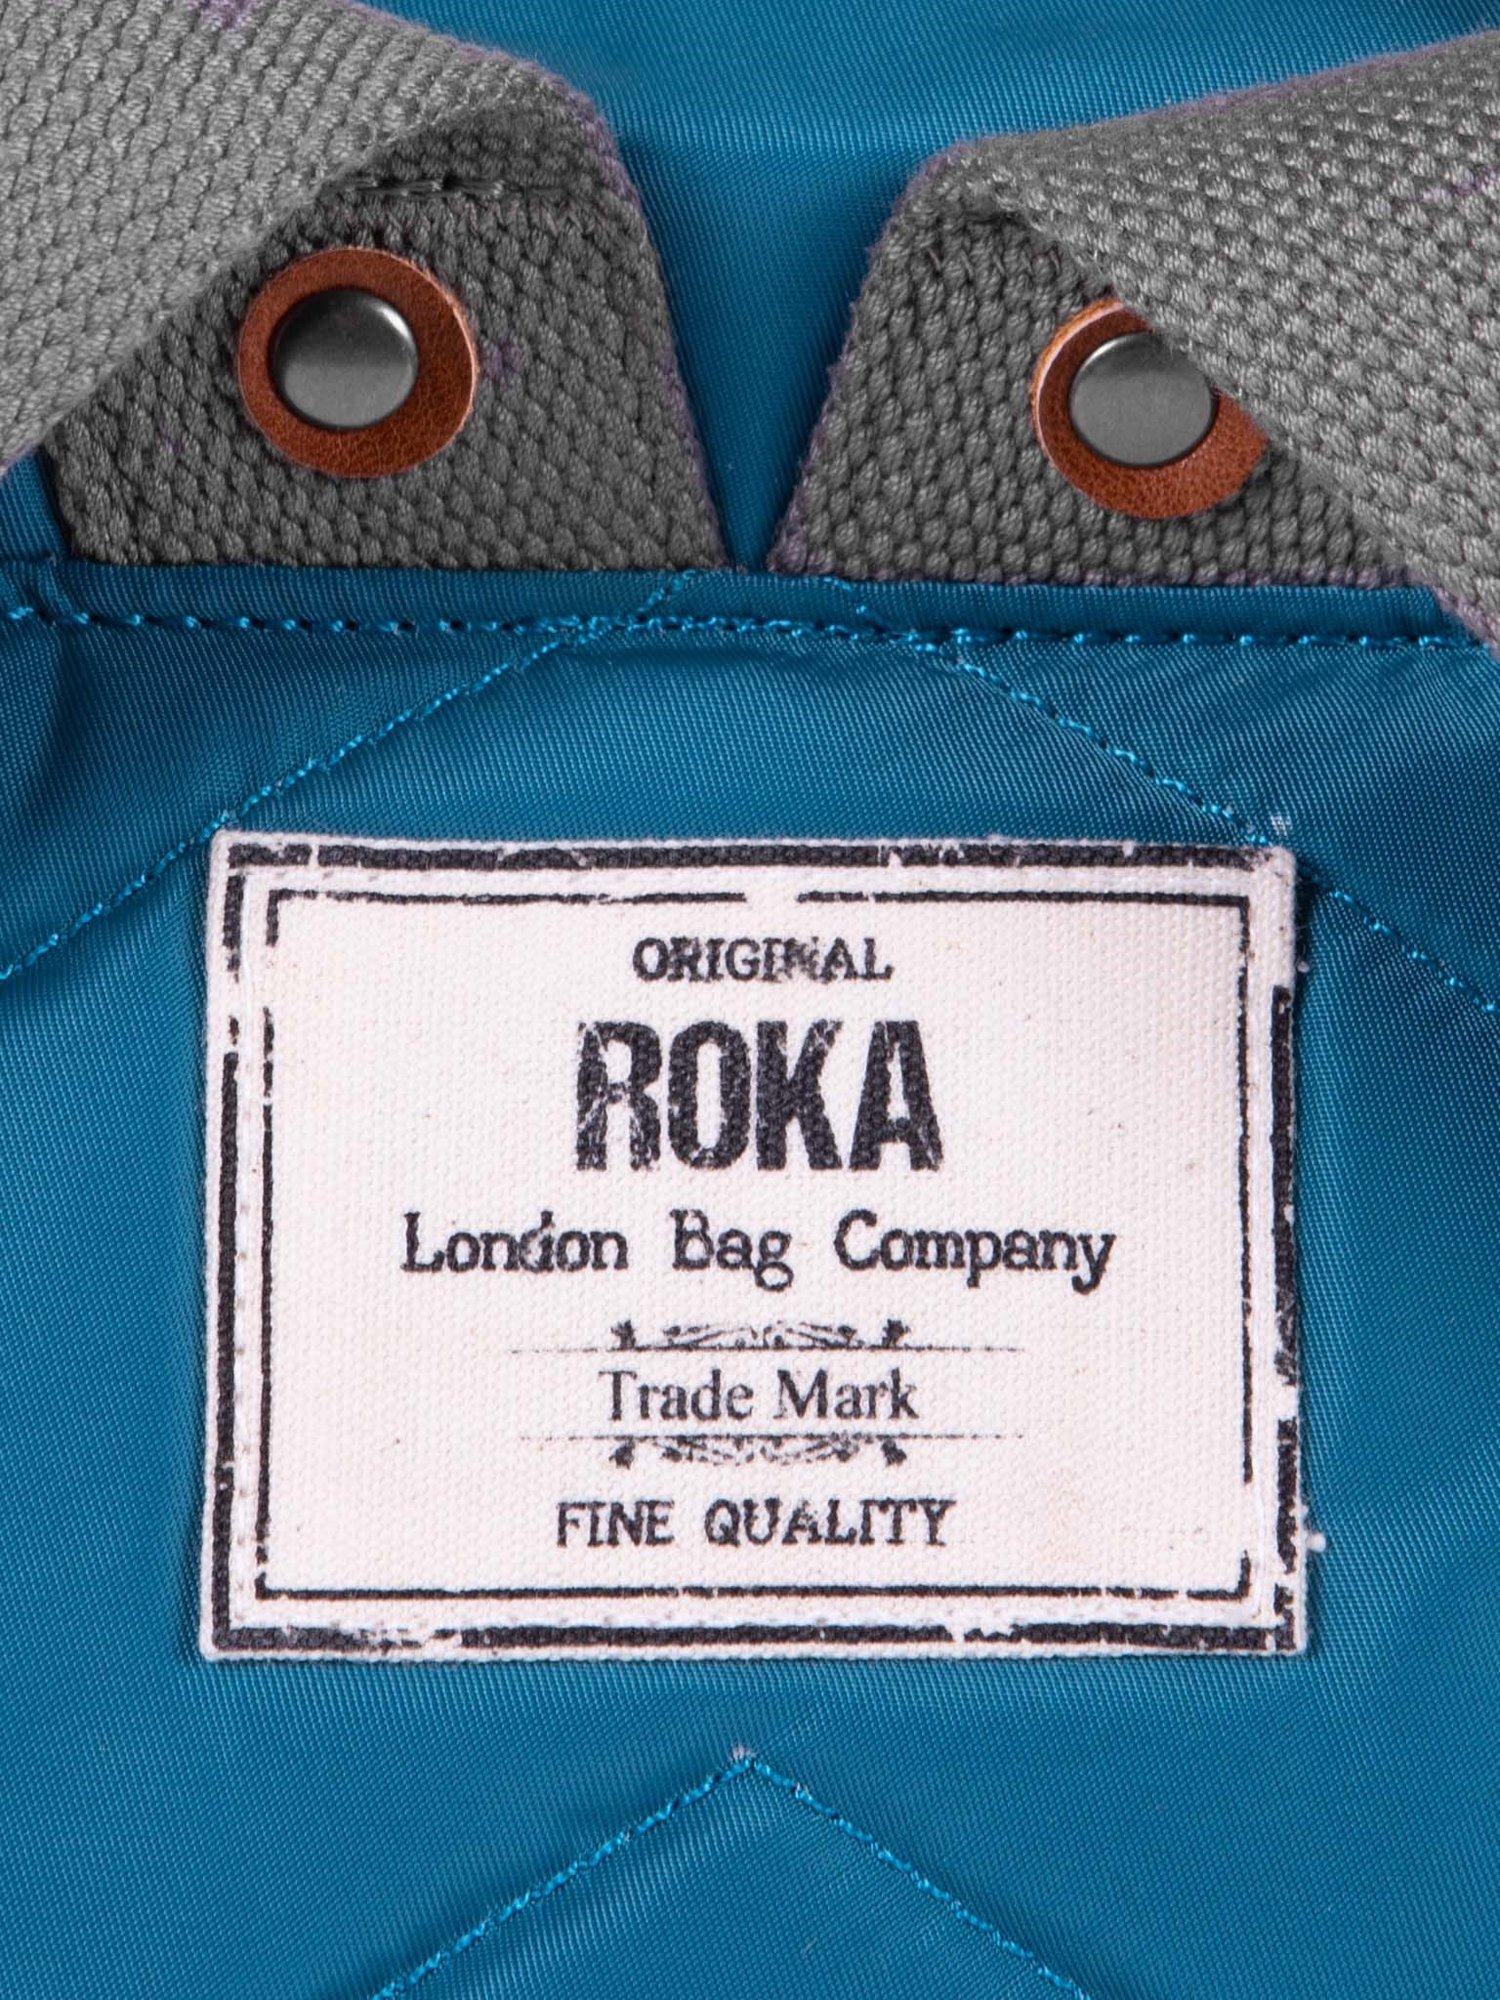 ORIGINAL
ROKA
London Bag Company
Trade Mark
FINE QUALITY